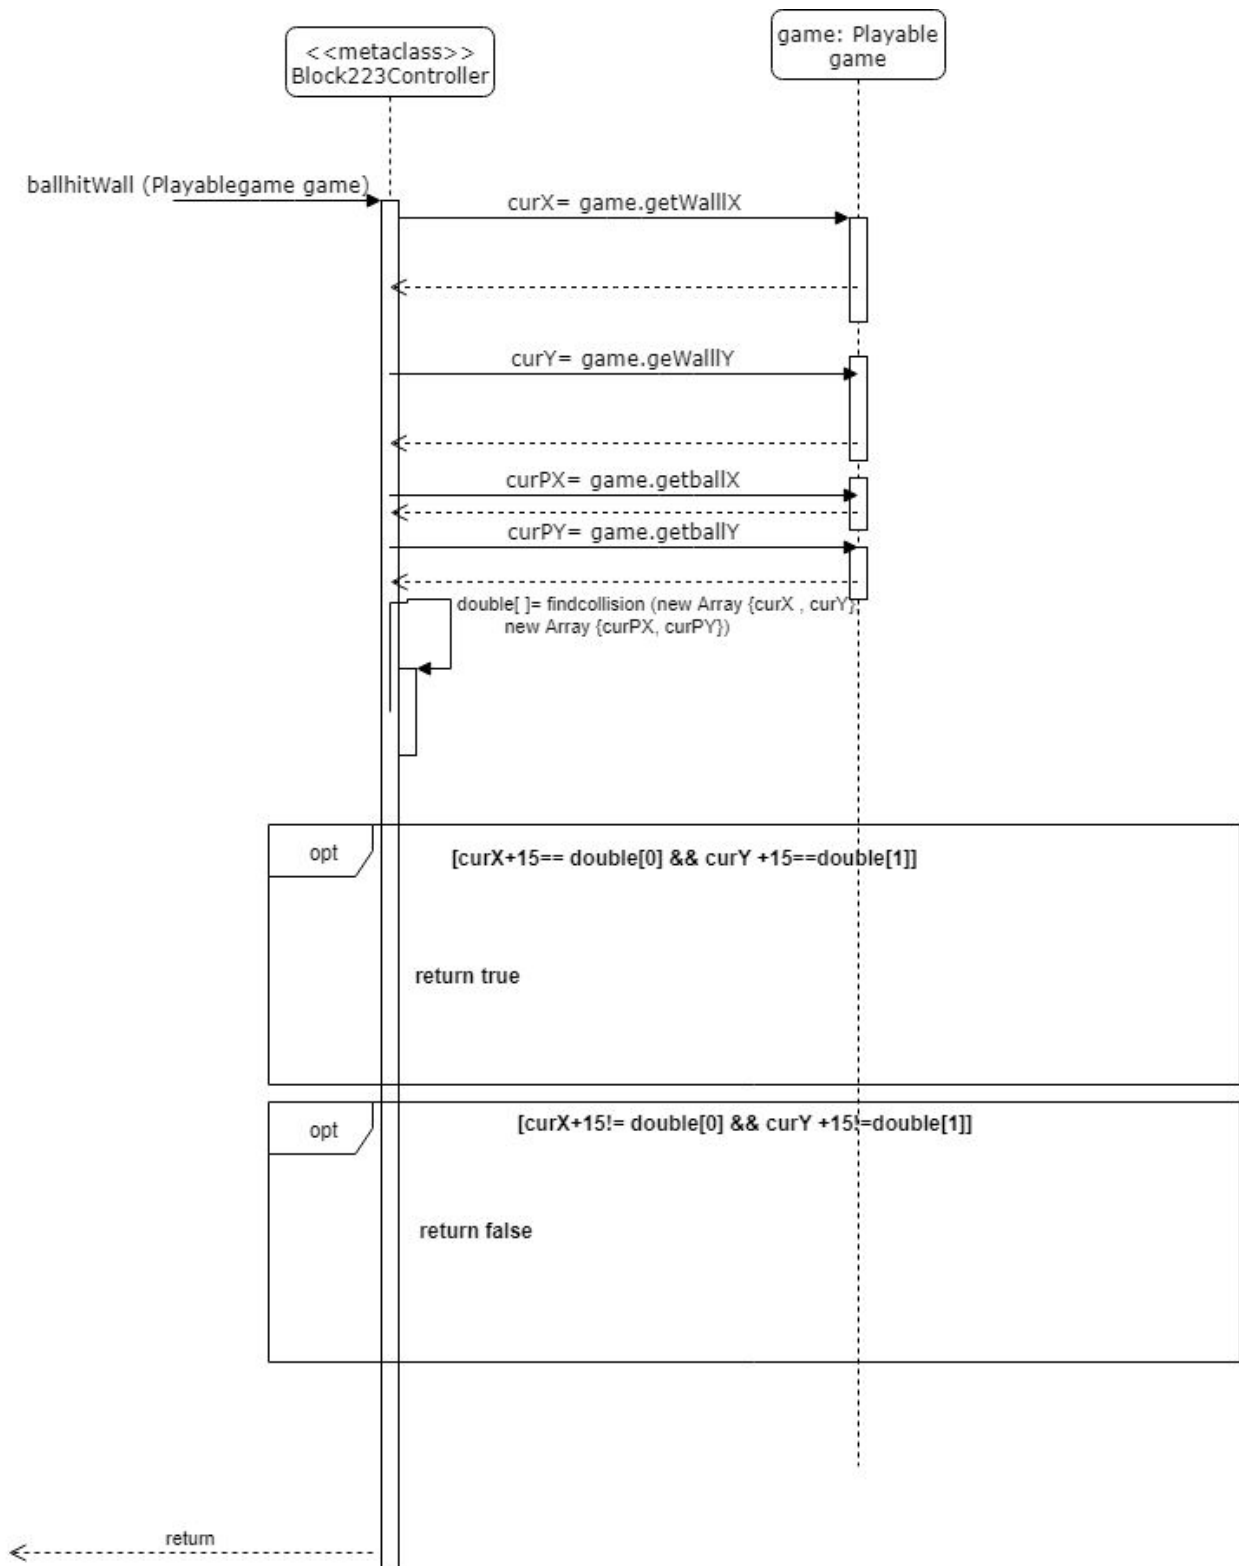 <<metaclass>>
Block223Controller
game: Playable
game
ballhitWall (Playablegame game)
curX= game.getWalllX
curY= game.geWalllY
curPX= game.getballX
curPY= game.getballY
double[ ]= findcollision (new Array {curX , curY}
new Array {curPX, curPY})
opt
[curX+15== double[0] && curY +15==double[1]]
return true
opt
[curX+15!= double[0] && curY +15!=double[1]]
return false
return